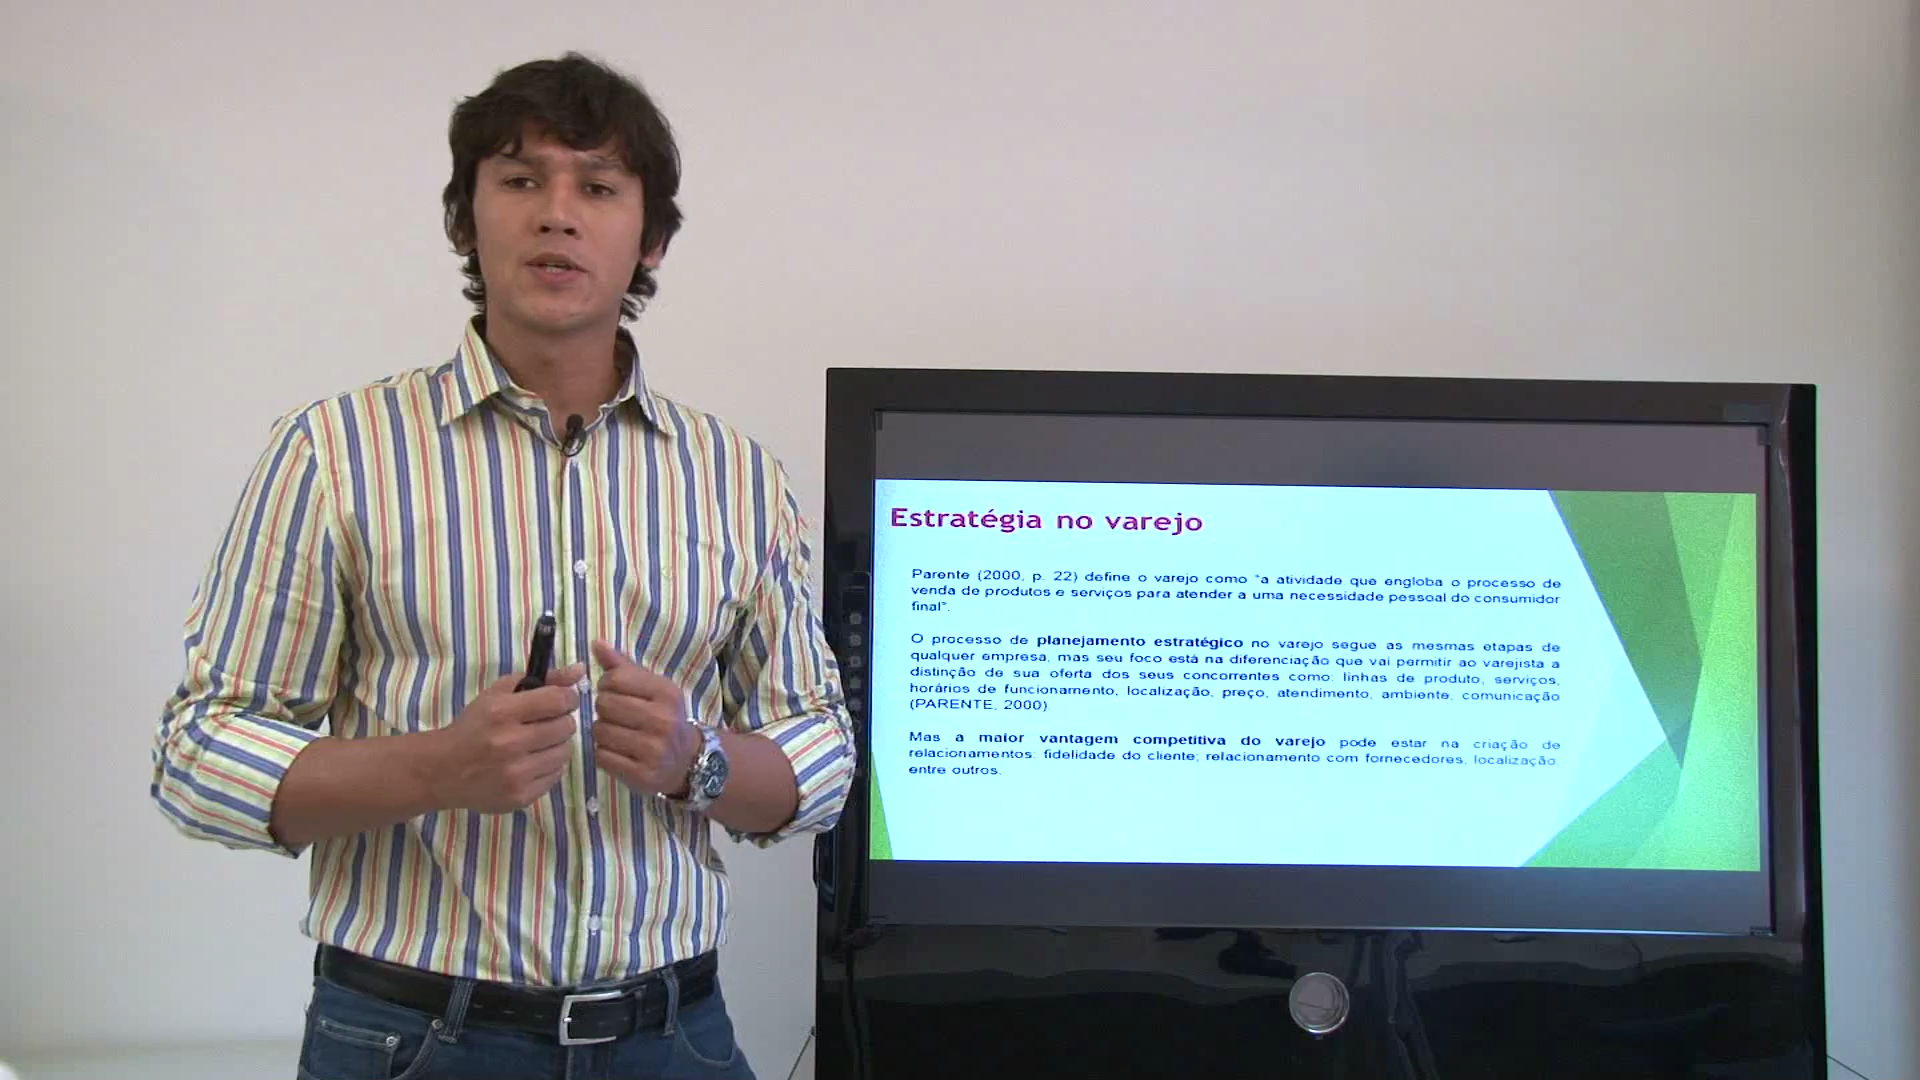 Estratégia no varejo
Parente (2000, p. 22) define o varejo como "a atividade que engloba o processo de
venda de produtos e serviços para atender a uma necessidade pessoal do consumidor
final".
O processo de planejamento estratégico no varejo segue as mesmas etapas de
qualquer empresa, mas seu foco está na diferenciação que vai permitir ao varejista a
distinção de sua oferta dos seus concorrentes como: linhas de produto, serviços,
horários de funcionamento, localização, preço, atendimento, ambiente, comunicação
(PARENTE, 2000)
Mas a maior vantagem competitiva do varejo pode estar na criação de
relacionamentos: fidelidade do cliente; relacionamento com fornecedores, localização,
entre outros.